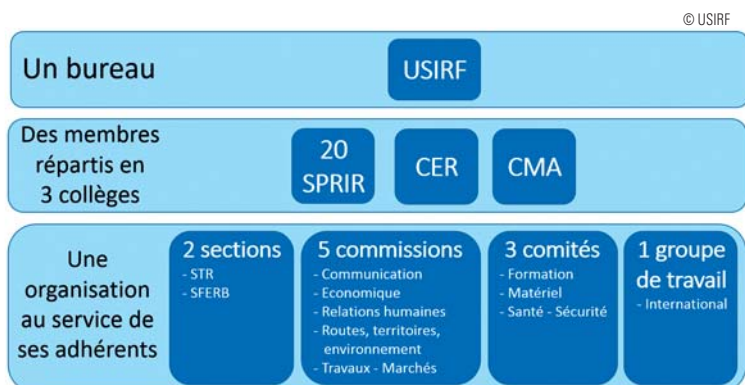 © USIRF
Un bureau
USIRF
Des membres
répartis en
3 collèges
20
SPRIR
CER
CMA
Une
organisation
au service de
ses adhérents
2 sections
- STR
- SFERB
5 commissions
- Communication
- Economique
- Relations humaines
- Routes, territoires,
environnement
- Travaux - Marchés
3 comités
- Formation
- Matériel
- Santé - Sécurité
1 groupe
de travail
- International